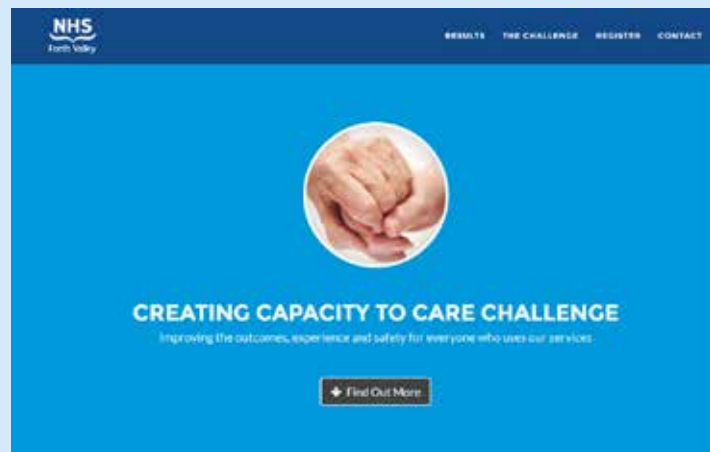 NHS
Forth Valley
RESULTS THE CHALLENGE REGISTER CONTACT
CREATING CAPACITY TO CARE CHALLENGE
Improving the outcomes, experience and safety for everyone who uses our services
Find Out More